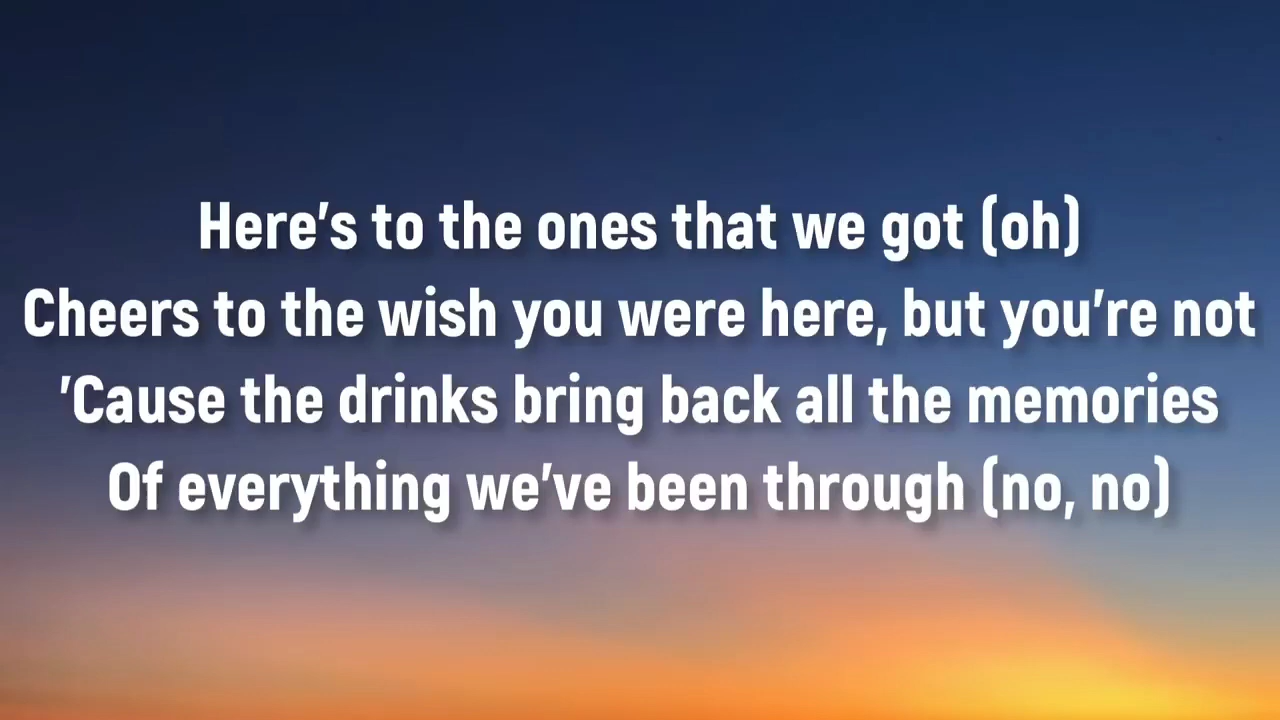 Here's to the ones that we got (oh)
Cheers to the wish you were here, but you're not
'Cause the drinks bring back all the memories
Of everything we've been through (no, no)